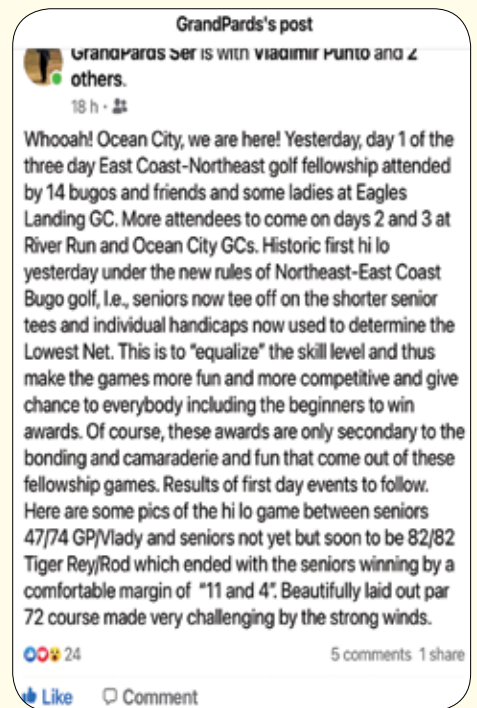 GrandPards's post
GrandPards Ser is with Vladimir Punto and 2
others.
18 h ·
Whooah! Ocean City, we are here! Yesterday, day 1 of the
three day East Coast-Northeast golf fellowship attended
by 14 bugos and friends and some ladies at Eagles
Landing GC. More attendees to come on days 2 and 3 at
River Run and Ocean City GCs. Historic first hi lo
yesterday under the new rules of Northeast-East Coast
Bugo golf, I.e., seniors now tee off on the shorter senior
tees and individual handicaps now used to determine the
Lowest Net. This is to "equalize" the skill level and thus
make the games more fun and more competitive and give
chance to everybody including the beginners to win
awards. Of course, these awards are only secondary to the
bonding and camaraderie and fun that come out of these
fellowship games. Results of first day events to follow.
Here are some pics of the hi lo game between seniors
47/74 GP/Vlady and seniors not yet but soon to be 82/82
Tiger Rey/Rod which ended with the seniors winning by a
comfortable margin of "11 and 4". Beautifully laid out par
72 course made very challenging by the strong winds.
24 5 comments 1 share
Like Comment